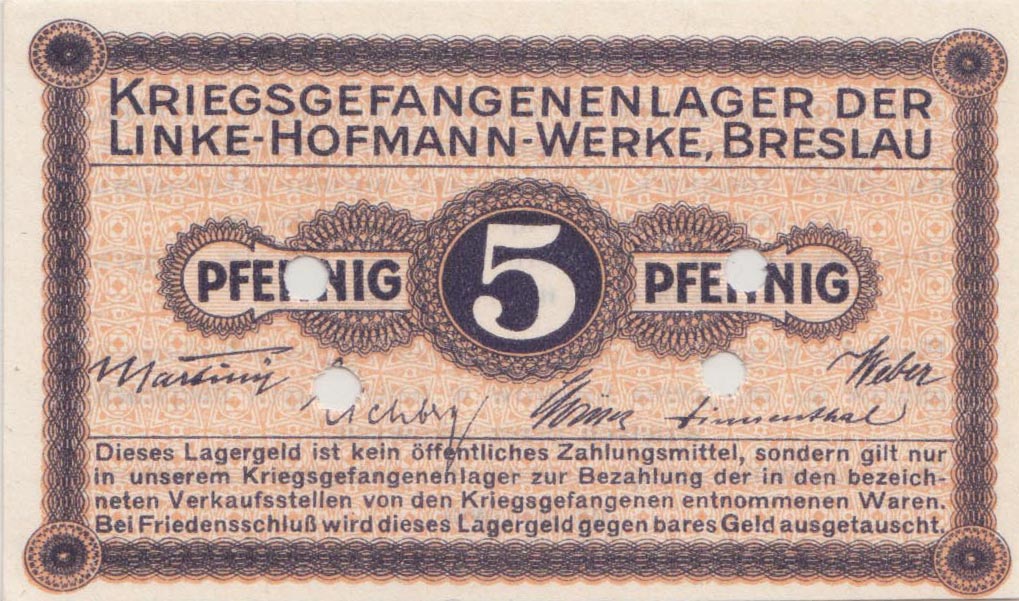 KRIEGSGEFANGENENLAGER DER
LINKE-HOFMANN-WERKE, BRESLAU
PFENNIG 5 PFENNIG
Martini
Weber
Dieses Lagergeld ist kein öffentliches Zahlungsmittel, sondern gilt nur
in unserem Kriegsgefangenenlager zur Bezahlung der in den bezeich-
neten Verkaufsstellen von den Kriegsgefangenen entnommenen Waren.
Bei Friedensschluß wird dieses Lagergeld gegen bares Geld ausgetauscht.